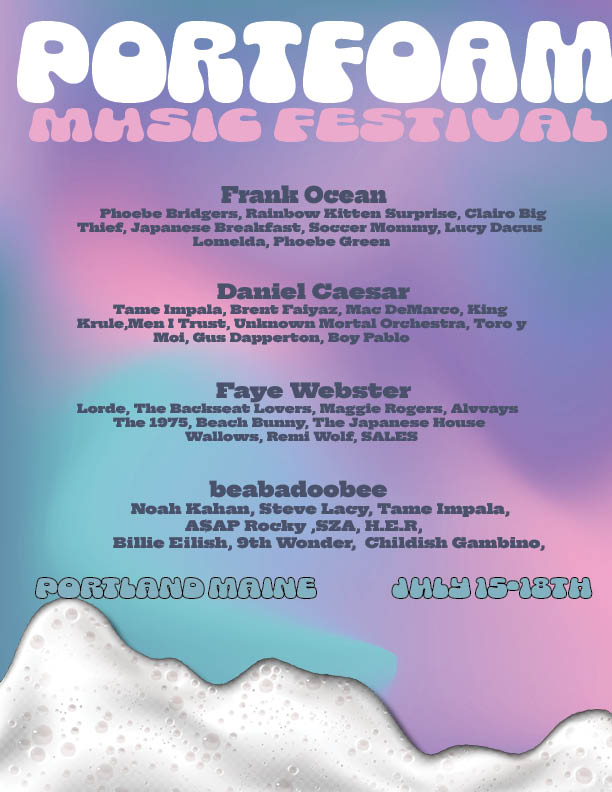 PORTFOAM
MUSIC FESTIVAL
Frank Ocean
Phoebe Bridgers, Rainbow Kitten Surprise, Clairo Big
Thief, Japanese Breakfast, Soccer Mommy, Lucy Dacus
Lomelda, Phoebe Green
Daniel Caesar
Tame Impala, Brent Faiyaz, Mac DeMarco, King
Krule,Men I Trust, Unknown Mortal Orchestra, Toro y
Moi, Gus Dapperton, Boy Pablo
Faye Webster
Lorde, The Backseat Lovers, Maggie Rogers, Alvvays
The 1975, Beach Bunny, The Japanese House
Wallows, Remi Wolf, SALES
beabadoobee
Noah Kahan, Steve Lacy, Tame Impala,
A$AP Rocky ,SZA, H.E.R,
Billie Eilish, 9th Wonder, Childish Gambino,
PORTLAND MAINE JULY 15-18TH